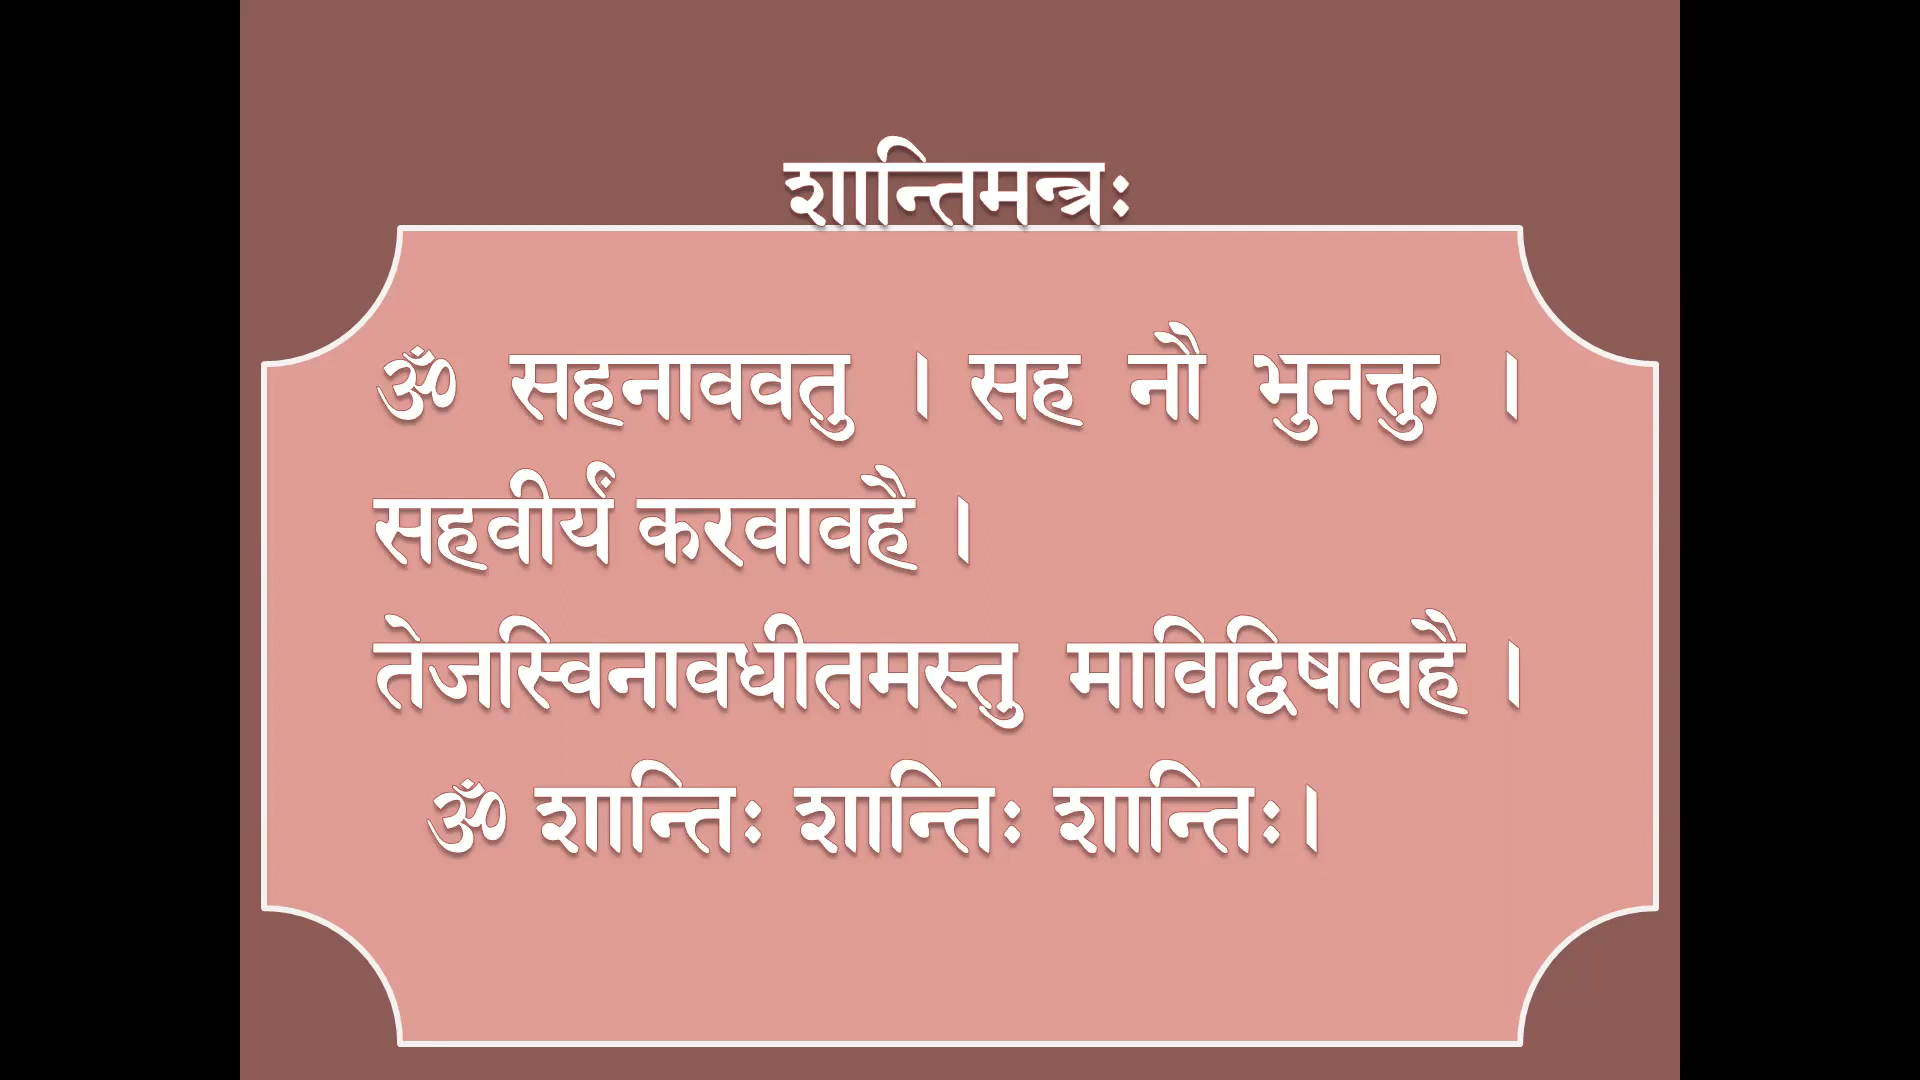 शान्तिमन्त्रः
ॐ सहनाववतु । सह नौ भुनक्तु ।
सहवीर्यं करवावहै ।
तेजस्विनावधीतमस्तु माविद्विषावहै ।
ॐ शान्तिः शान्तिः शान्तिः।